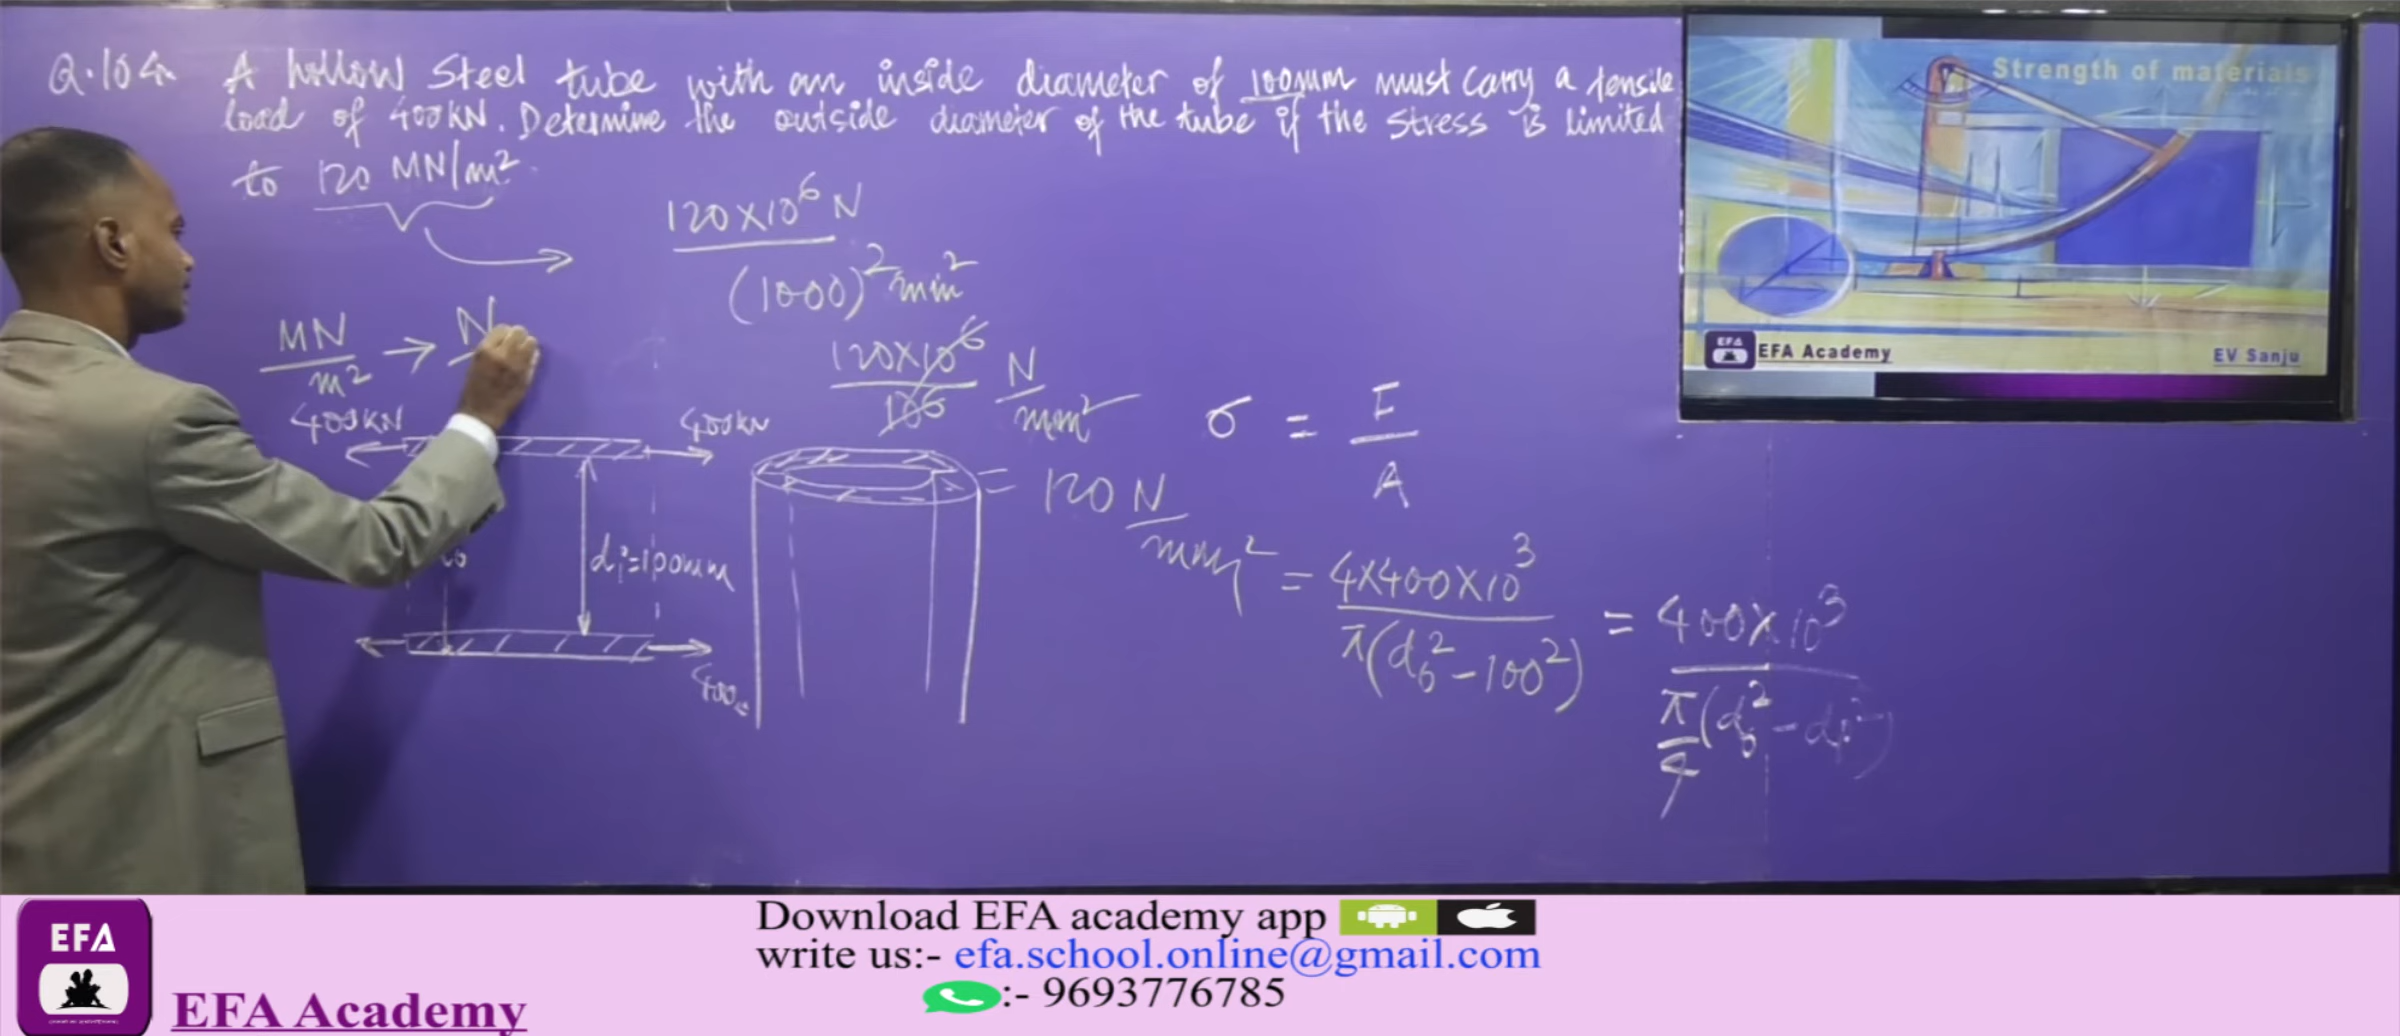 Q.104. A hollow steel tube with an inside diameter of 100mm must carry a tensile
load of 400kN. Determine the outside diameter of the tube if the stress is limited
to 120 MN/m²
120×10⁶ N
(1000)² mm²
MN
m²
→
N
120×10⁶
10⁶
N
mm²
= 120 N
mm²
σ = F
A
400kN
400kN
di=100mm
400
= 4×400×10³
π(do²-100²)
= 400×10³
π
4
(do²-di²)
Strength of materials
EFA
EFA Academy
EV Sanju
EFA
EFA Academy
Download EFA academy app
write us:- efa.school.online@gmail.com
:- 9693776785